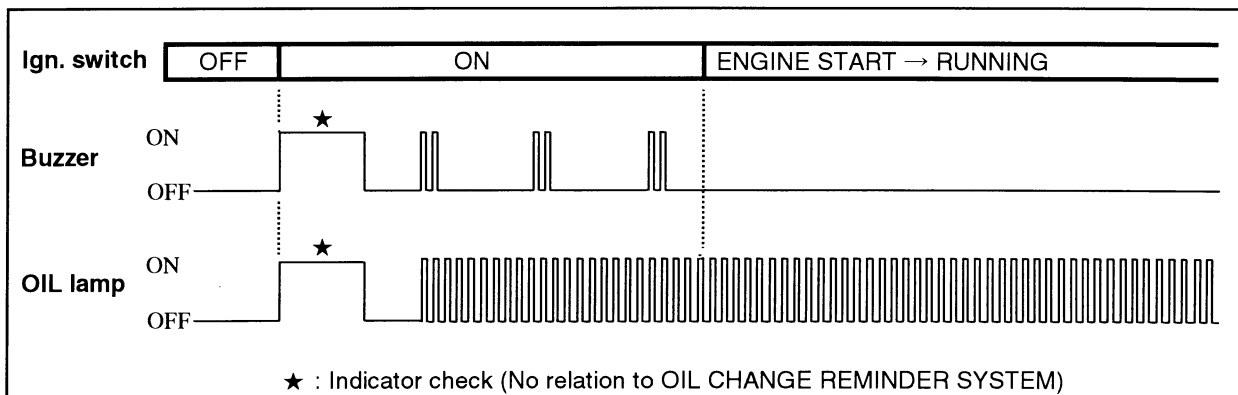 Ign. switch OFF ON ENGINE START → RUNNING
★
ON
Buzzer
OFF
★
ON
OIL lamp
OFF
★ : Indicator check (No relation to OIL CHANGE REMINDER SYSTEM)